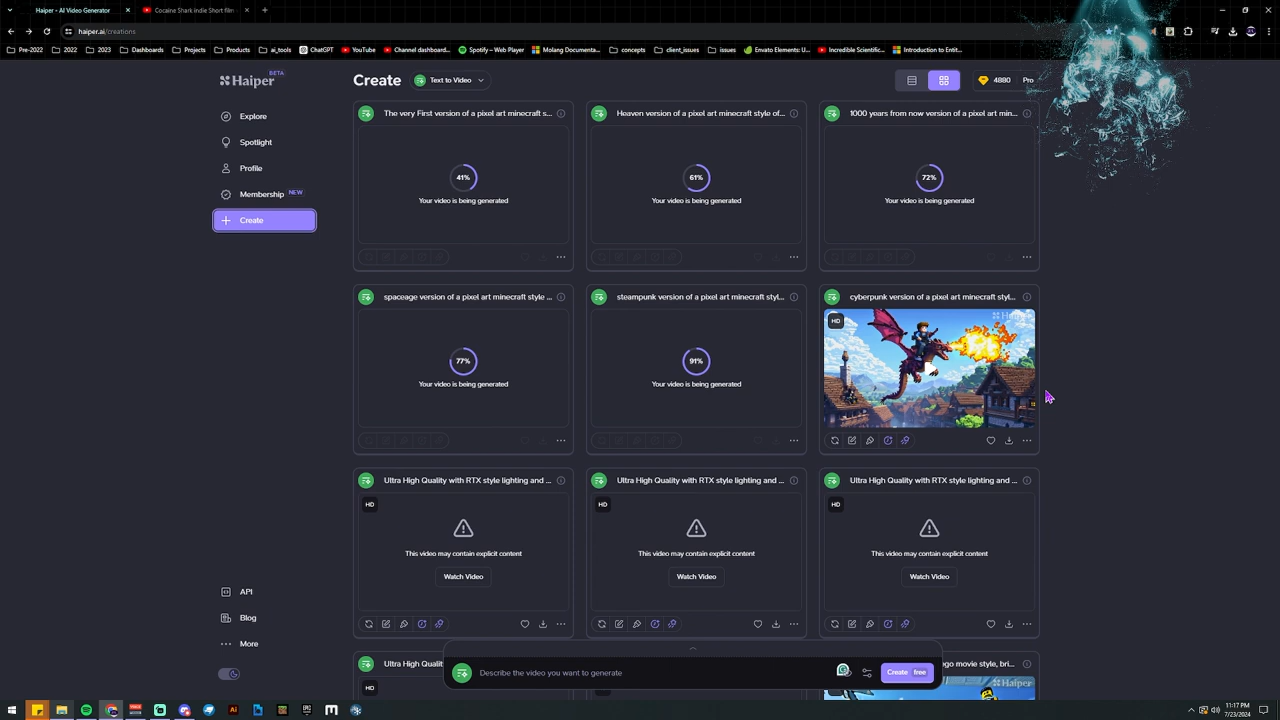 Haiper - AI Video Generator
Cocaine Shark indie Short film
haiper.ai/creations
Pre-2022
2022
2023
Dashboards
Projects
Products
ai_tools
ChatGPT
YouTube
Channel dashboard...
Spotify – Web Player
Molang Documenta...
concepts
client_issues
issues
Envato Elements: U...
Incredible Scientific...
Introduction to Entit...
Haiper
BETA
Create
Text to Video
4880
Pro
Explore
Spotlight
Profile
Membership
NEW
Create
The very First version of a pixel art minecraft s...
Heaven version of a pixel art minecraft style of...
1000 years from now version of a pixel art min...
41%
61%
72%
Your video is being generated
Your video is being generated
Your video is being generated
spaceage version of a pixel art minecraft style ...
steampunk version of a pixel art minecraft styl...
cyberpunk version of a pixel art minecraft styl...
HD
Haiper
77%
91%
Your video is being generated
Your video is being generated
Ultra High Quality with RTX style lighting and ...
Ultra High Quality with RTX style lighting and ...
Ultra High Quality with RTX style lighting and ...
HD
HD
HD
This video may contain explicit content
This video may contain explicit content
This video may contain explicit content
Watch Video
Watch Video
Watch Video
API
Blog
More
Ultra High Quality
ego movie style, bri...
HD
Haiper
Describe the video you want to generate
Create free
11:17 PM
7/23/2024